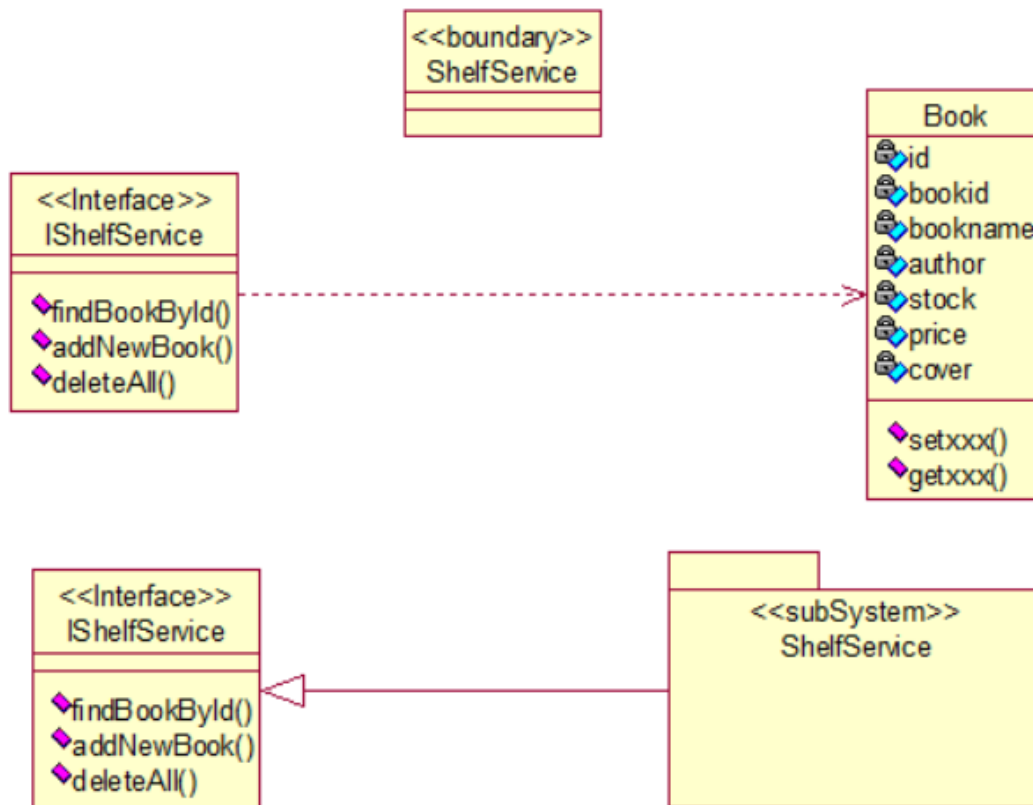 <<boundary>>
ShelfService
<<Interface>>
IShelfService
findBookById()
addNewBook()
deleteAll()
Book
id
bookid
bookname
author
stock
price
cover
setxxx()
getxxx()
<<Interface>>
IShelfService
findBookById()
addNewBook()
deleteAll()
<<subSystem>>
ShelfService